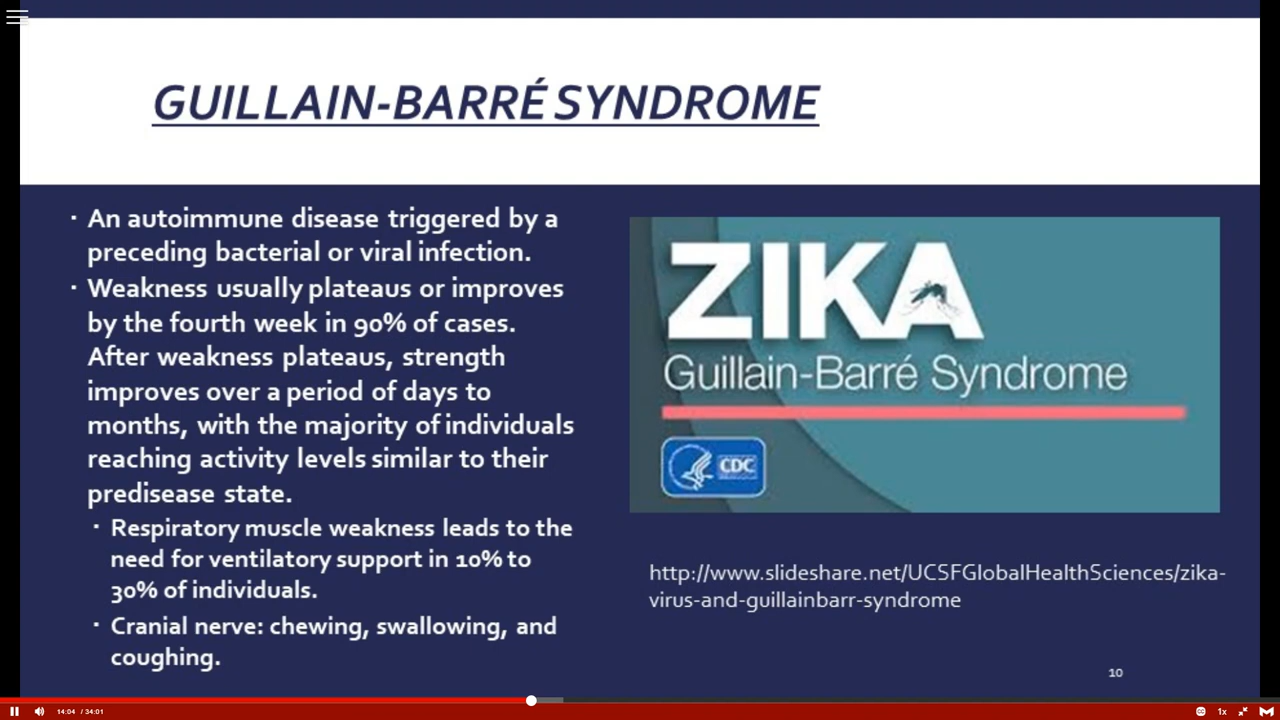 GUILLAIN-BARRÉ SYNDROME
▪ An autoimmune disease triggered by a
preceding bacterial or viral infection.
▪ Weakness usually plateaus or improves
by the fourth week in 90% of cases.
After weakness plateaus, strength
improves over a period of days to
months, with the majority of individuals
reaching activity levels similar to their
predisease state.
▪ Respiratory muscle weakness leads to the
need for ventilatory support in 10% to
30% of individuals.
▪ Cranial nerve: chewing, swallowing, and
coughing.
ZIKA
Guillain-Barré Syndrome
CDC
http://www.slideshare.net/UCSFGlobalHealthSciences/zika-
virus-and-guillainbarr-syndrome
10
14:04 / 34:01
1x